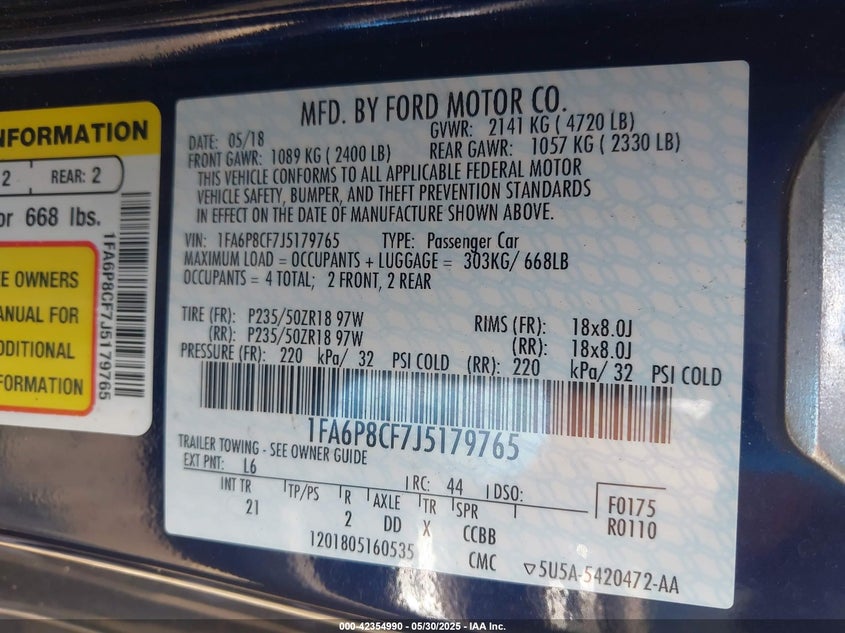 NFORMATION
2 REAR: 2
or 668 lbs.
EE OWNERS
MANUAL FOR
DDITIONAL
FORMATION
1FA6P8CF7J5179765
MFD. BY FORD MOTOR CO.
DATE: 05/18 GVWR: 2141 KG ( 4720 LB)
FRONT GAWR: 1089 KG ( 2400 LB) REAR GAWR: 1057 KG ( 2330 LB)
THIS VEHICLE CONFORMS TO ALL APPLICABLE FEDERAL MOTOR
VEHICLE SAFETY, BUMPER, AND THEFT PREVENTION STANDARDS
IN EFFECT ON THE DATE OF MANUFACTURE SHOWN ABOVE.
VIN: 1FA6P8CF7J5179765 TYPE: Passenger Car
MAXIMUM LOAD = OCCUPANTS + LUGGAGE = 303KG/ 668LB
OCCUPANTS = 4 TOTAL; 2 FRONT, 2 REAR
TIRE (FR): P235/50ZR18 97W RIMS (FR): 18x8.0J
(RR): P235/50ZR18 97W (RR): 18x8.0J
PRESSURE (FR): 220 kPa/ 32 PSI COLD (RR): 220 kPa/ 32 PSI COLD
1FA6P8CF7J5179765
TRAILER TOWING - SEE OWNER GUIDE
EXT PNT: L6 RC: 44 DSO: F0175
INT TR TP/PS R AXLE TR SPR R0110
21 2 DD X CCBB
1201805160535 CMC 5U5A-5420472-AA
000-42354990 - 05/30/2025 - IAA Inc.